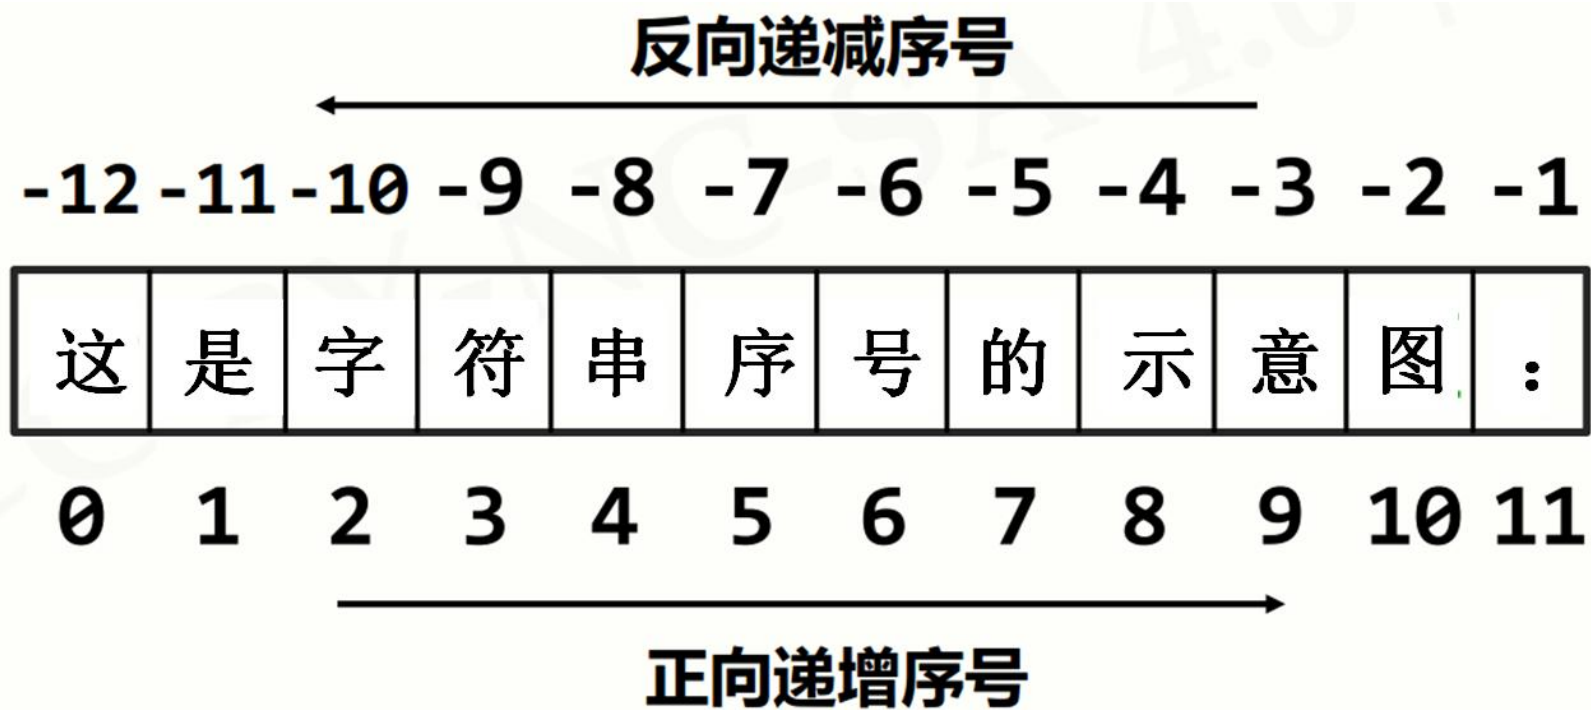 反向递减序号
-12 -11 -10 -9 -8 -7 -6 -5 -4 -3 -2 -1
这 是 字 符 串 序 号 的 示 意 图 :
0 1 2 3 4 5 6 7 8 9 10 11
正向递增序号